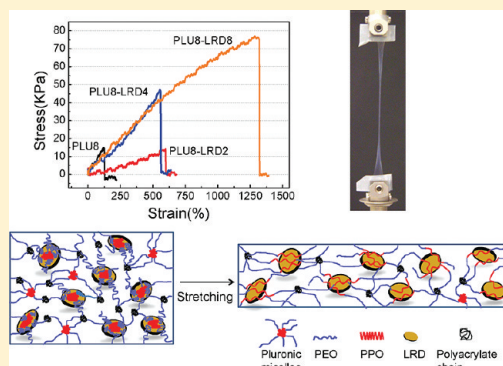 Stress(KPa)
80
70
60
50
40
30
20
10
0
PLU8-LRD8
PLU8-LRD4
PLU8
PLU8-LRD2
0 250 500 750 1000 1250 1500
Strain(%)
Stretching
Pluronic
PEO
PPO
LRD
Polyacrylate